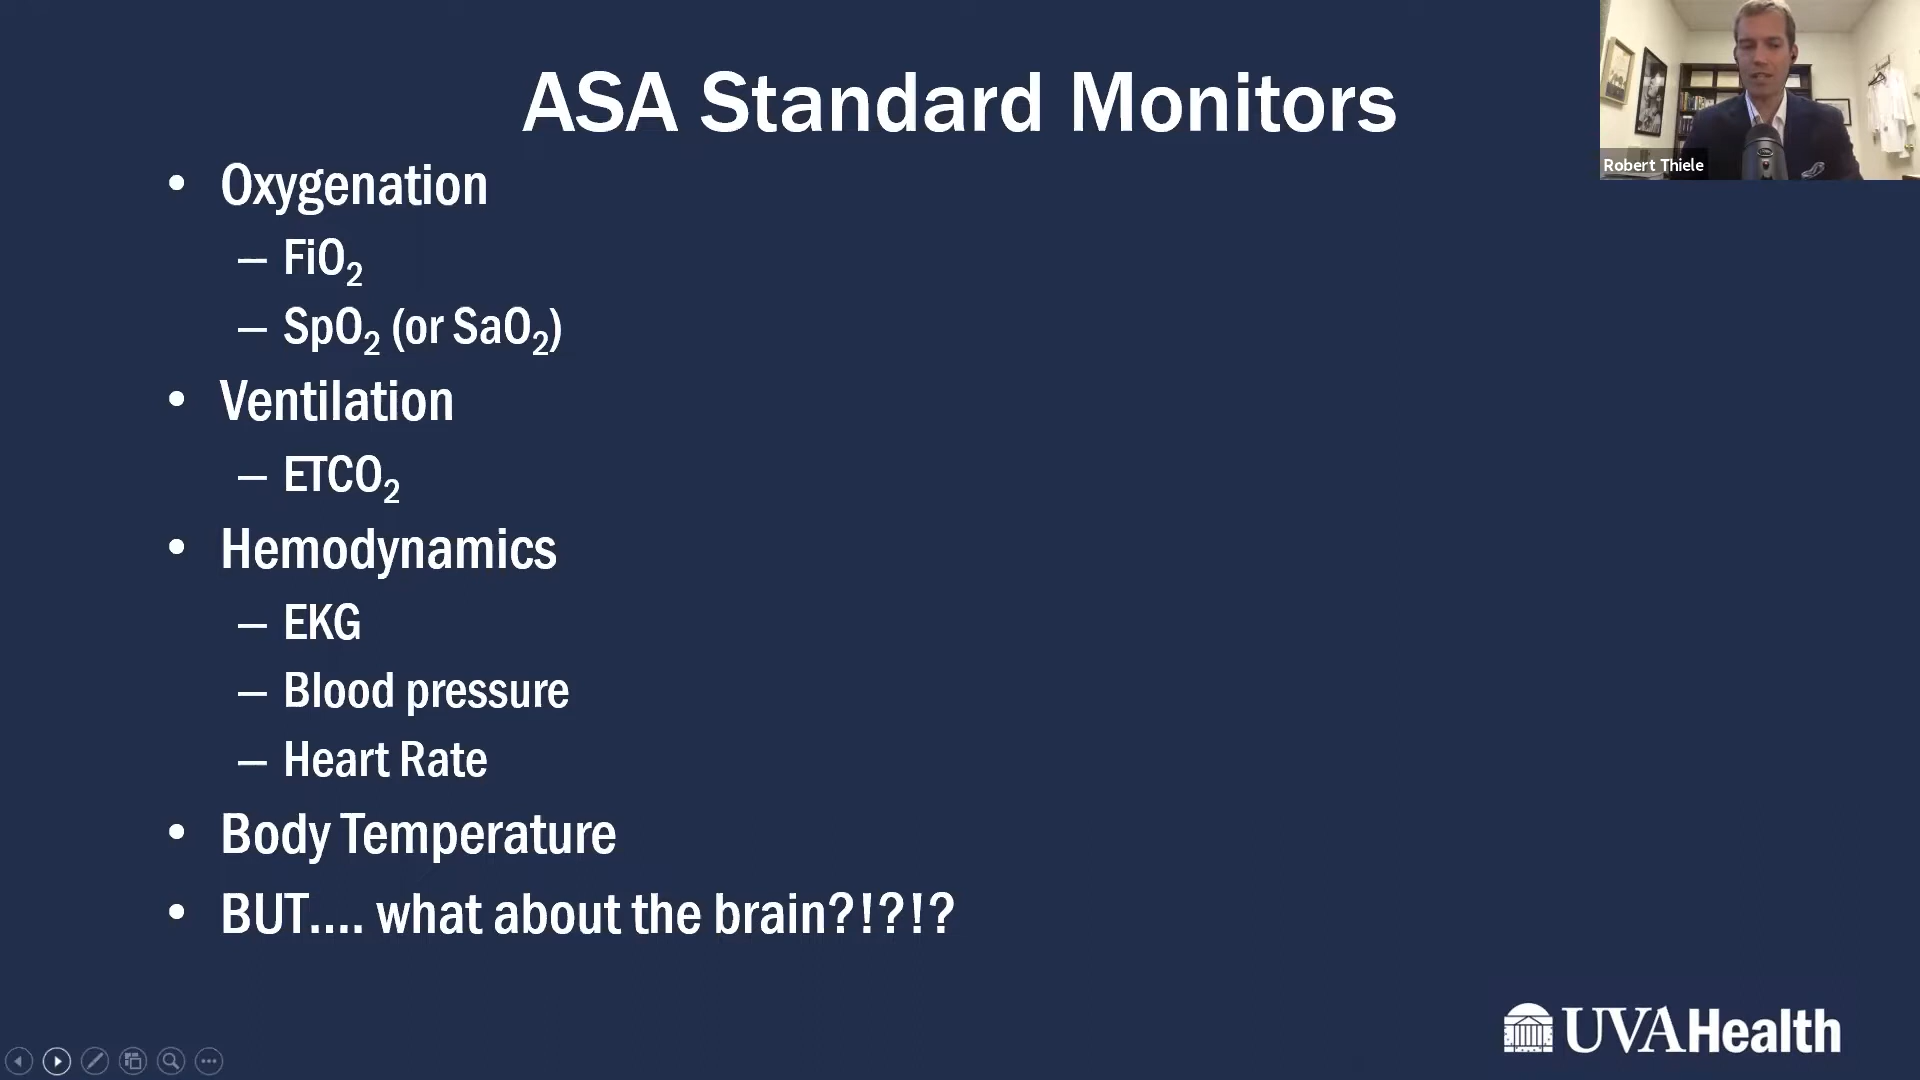 ASA Standard Monitors
• Oxygenation
– FiO₂
– SpO₂ (or SaO₂)
• Ventilation
– ETCO₂
• Hemodynamics
– EKG
– Blood pressure
– Heart Rate
• Body Temperature
• BUT.... what about the brain?!?!?
Robert Thiele
UVAHealth